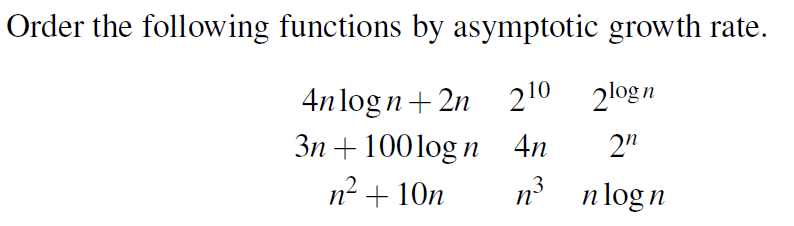 Order the following functions by asymptotic growth rate.
4n log n + 2n 2^10 2^log n
3n + 100 log n 4n 2^n
n^2 + 10n n^3 n log n